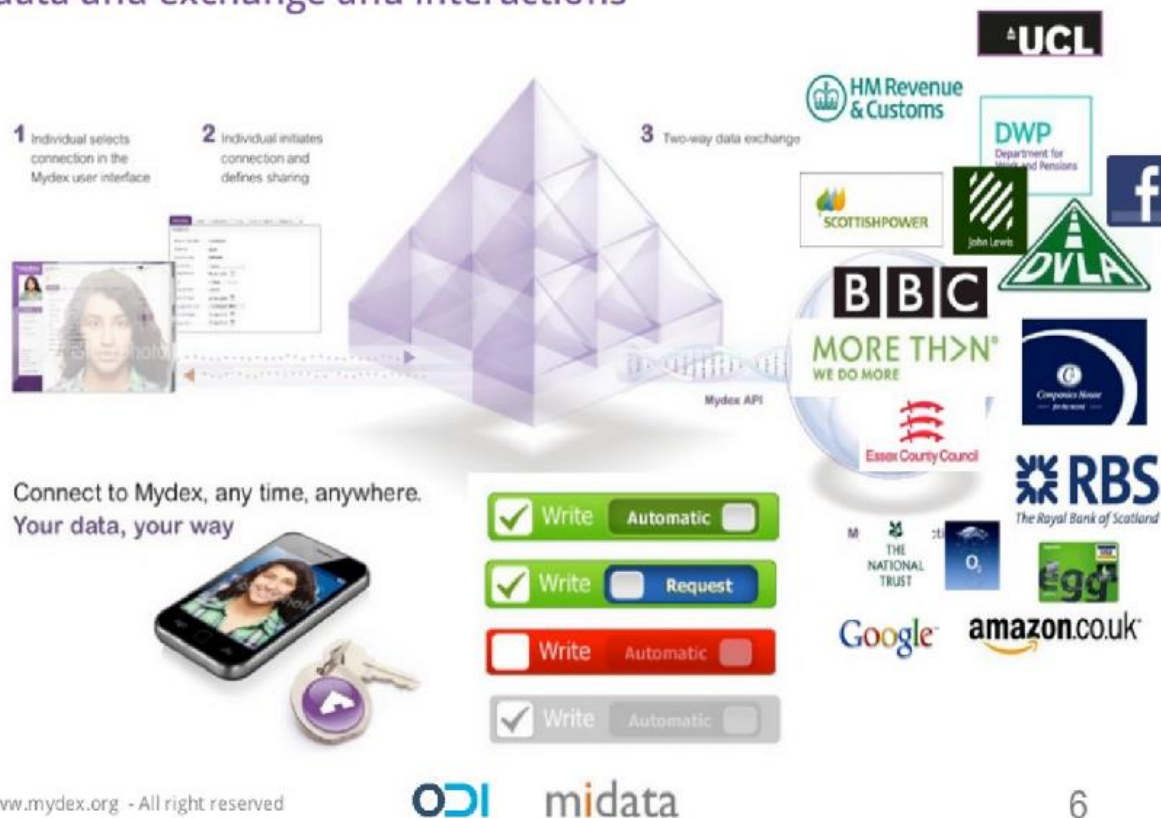 data and exchange and interactions
1 Individual selects
connection in the
Mydex user interface
2 Individual initiates
connection and
defines sharing
3 Two-way data exchange
Mydex API
UCL
HM Revenue
& Customs
DWP
Department for
Work and Pensions
SCOTTISHPOWER
John Lewis
f
DVLA
BBC
MORE TH>N
WE DO MORE
Companies House
Essex County Council
RBS
The Royal Bank of Scotland
M
THE
NATIONAL
TRUST
O2
egg
Google
amazon.co.uk
Connect to Mydex, any time, anywhere.
Your data, your way
Write Automatic
Write Request
Write Automatic
Write Automatic
ww.mydex.org - All right reserved
ODI
midata
6